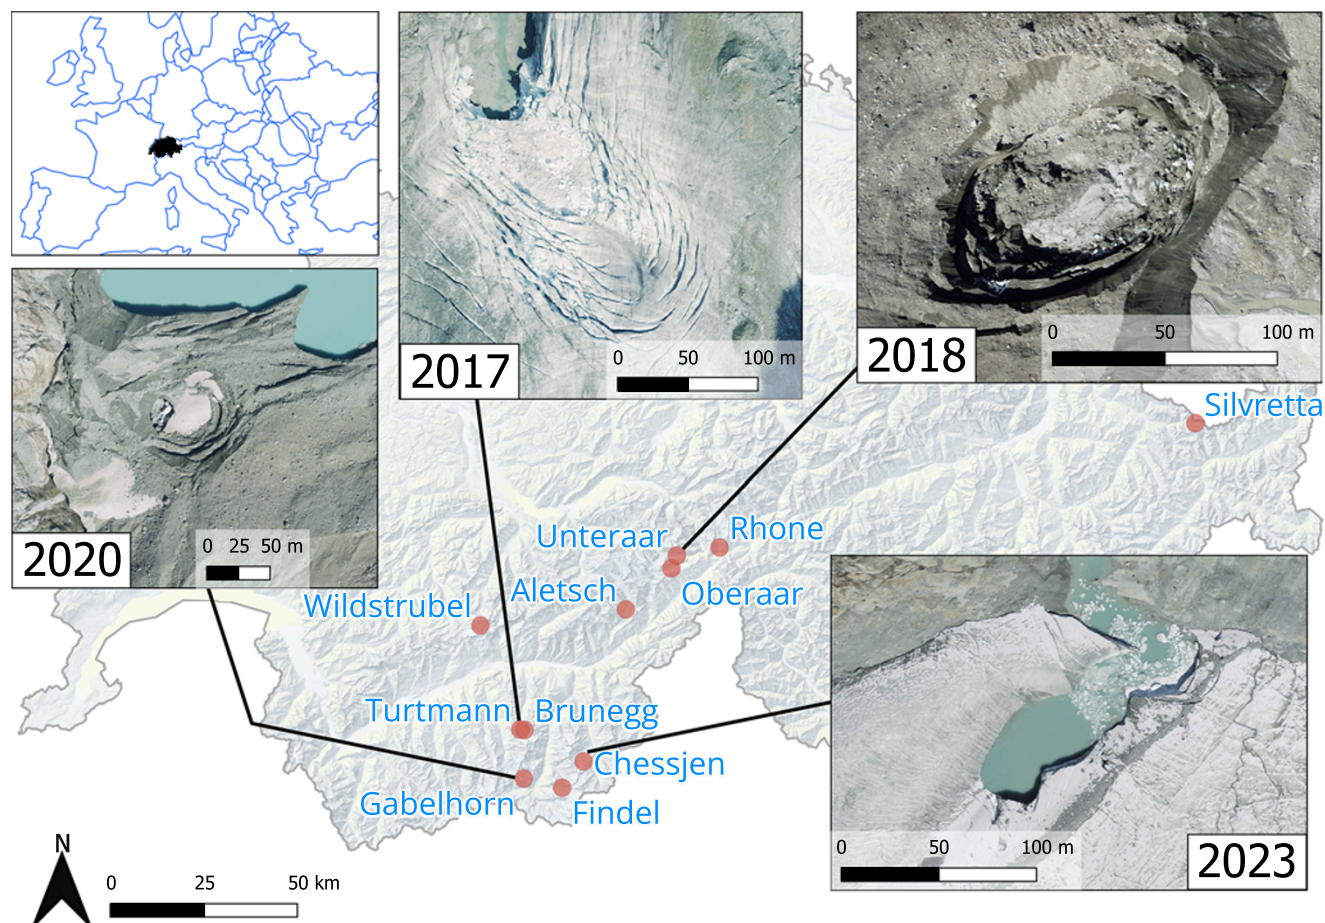 2017
0 50 100 m
2018
0 50 100 m
Silvretta
2020
0 25 50 m
Unteraar
Rhone
Aletsch
Oberaar
Wildstrubel
Turtmann
Brunegg
Chessjen
Gabelhorn
Findel
2023
0 50 100 m
N
0 25 50 km